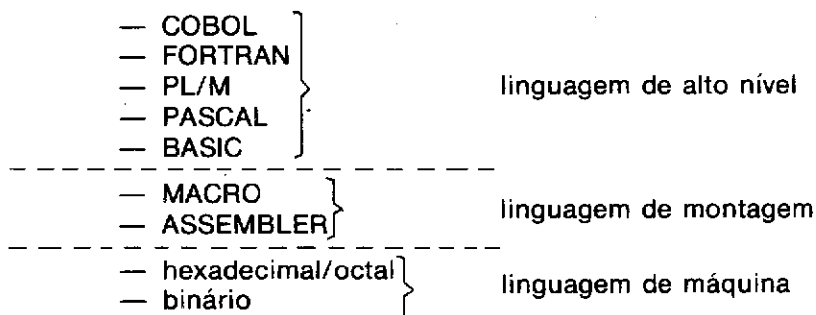 — COBOL
— FORTRAN
— PL/M linguagem de alto nível
— PASCAL
— BASIC
— MACRO
— ASSEMBLER linguagem de montagem
— hexadecimal/octal
— binário linguagem de máquina